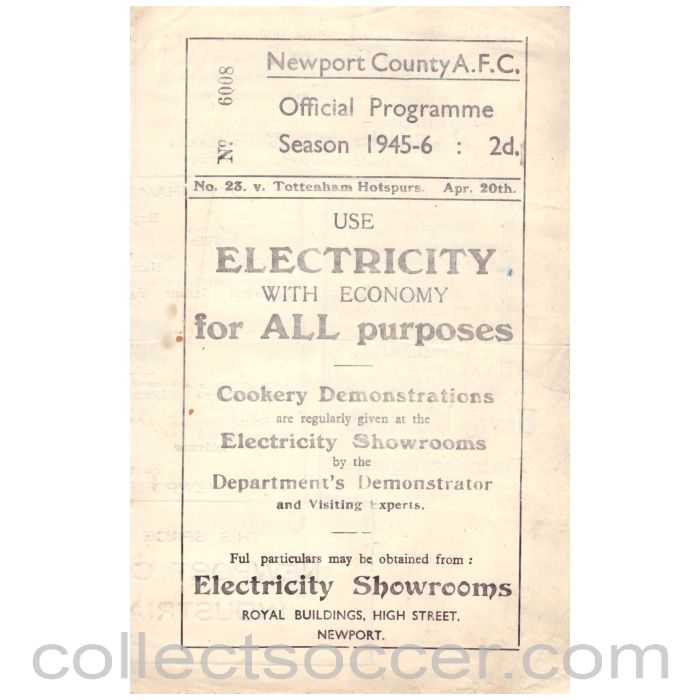 Newport County A.F.C.
Nº 6008
Official Programme
Season 1945-6 : 2d.
No. 23. v. Tottenham Hotspurs. Apr. 20th.
USE
ELECTRICITY
WITH ECONOMY
for ALL purposes
Cookery Demonstrations
are regularly given at the
Electricity Showrooms
by the
Department's Demonstrator
and Visiting Experts.
Ful particulars may be obtained from :
Electricity Showrooms
ROYAL BUILDINGS, HIGH STREET,
NEWPORT.
collectsoccer.com